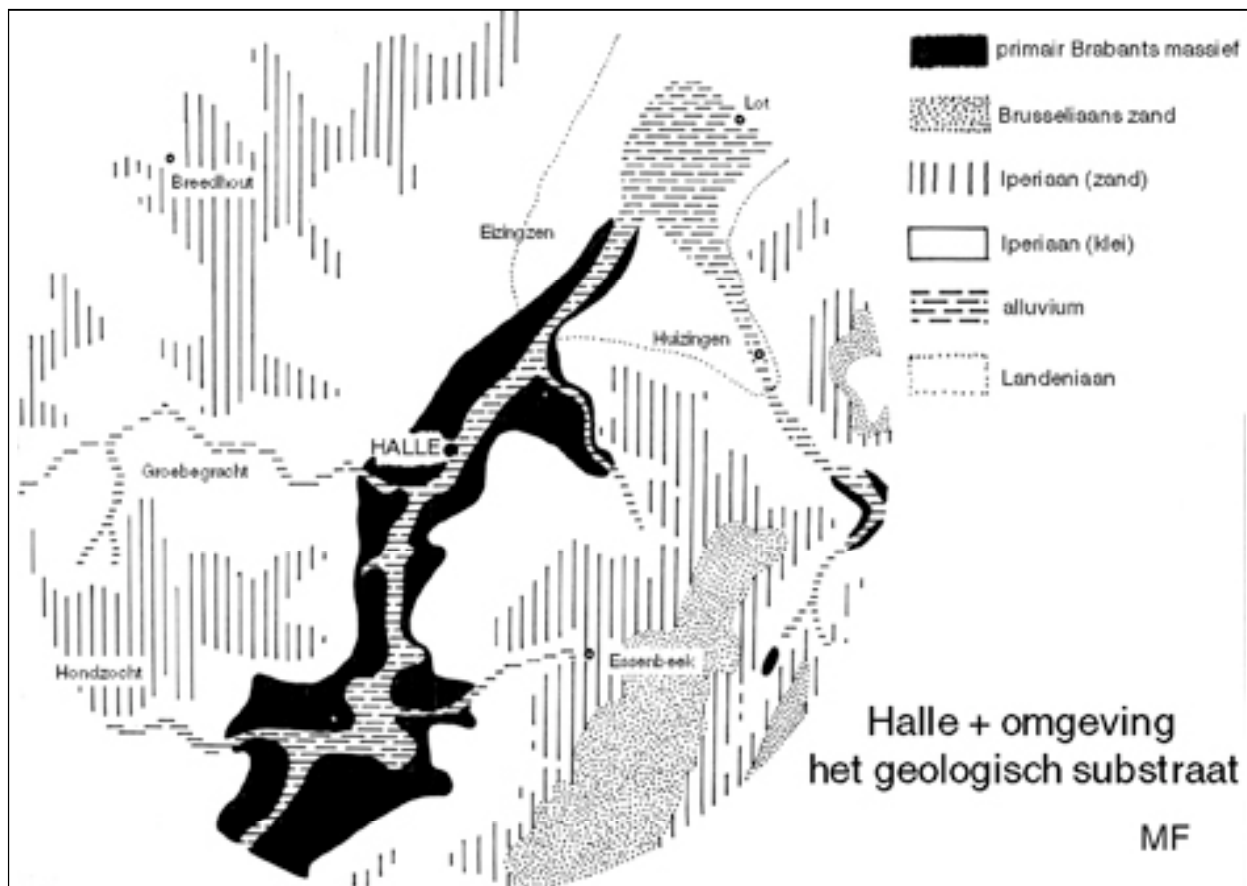 primair Brabants massief
Brusseliaans zand
Iperiaan (zand)
Iperiaan (klei)
alluvium
Landeniaan
Lot
Breedhout
Eizingzen
Huizingen
HALLE
Groebegracht
Essenbeek
Hondzocht
Halle + omgeving
het geologisch substraat
MF